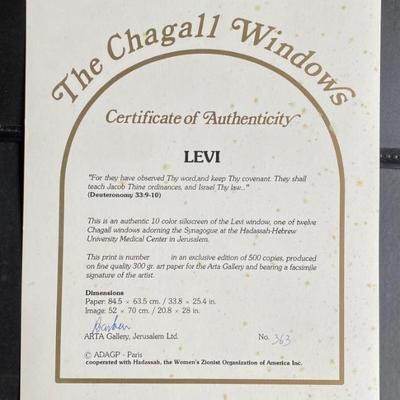 The Chagall Windows
Certificate of Authenticity
LEVI
"For they have observed Thy word,and keep Thy covenant. They shall
teach Jacob Thine ordinances, and Israel Thy law..."
(Deuteronomy 33:9-10)
This is an authentic 10 color silkscreen of the Levi window, one of twelve
Chagall windows adorning the Synagogue at the Hadassah-Hebrew
University Medical Center in Jerusalem.
This print is number in an exclusive edition of 500 copies, produced
on fine quality 300 gr. art paper for the Arta Gallery and bearing a facsimile
signature of the artist.
Dimensions
Paper: 84.5 × 63.5 cm. / 33.8 × 25.4 in.
Image: 52 × 70 cm. / 20.8 × 28 in.
ARTA Gallery, Jerusalem Ltd. No. 363
© ADAGP - Paris
cooperated with Hadassah, the Women's Zionist Organization of America Inc.